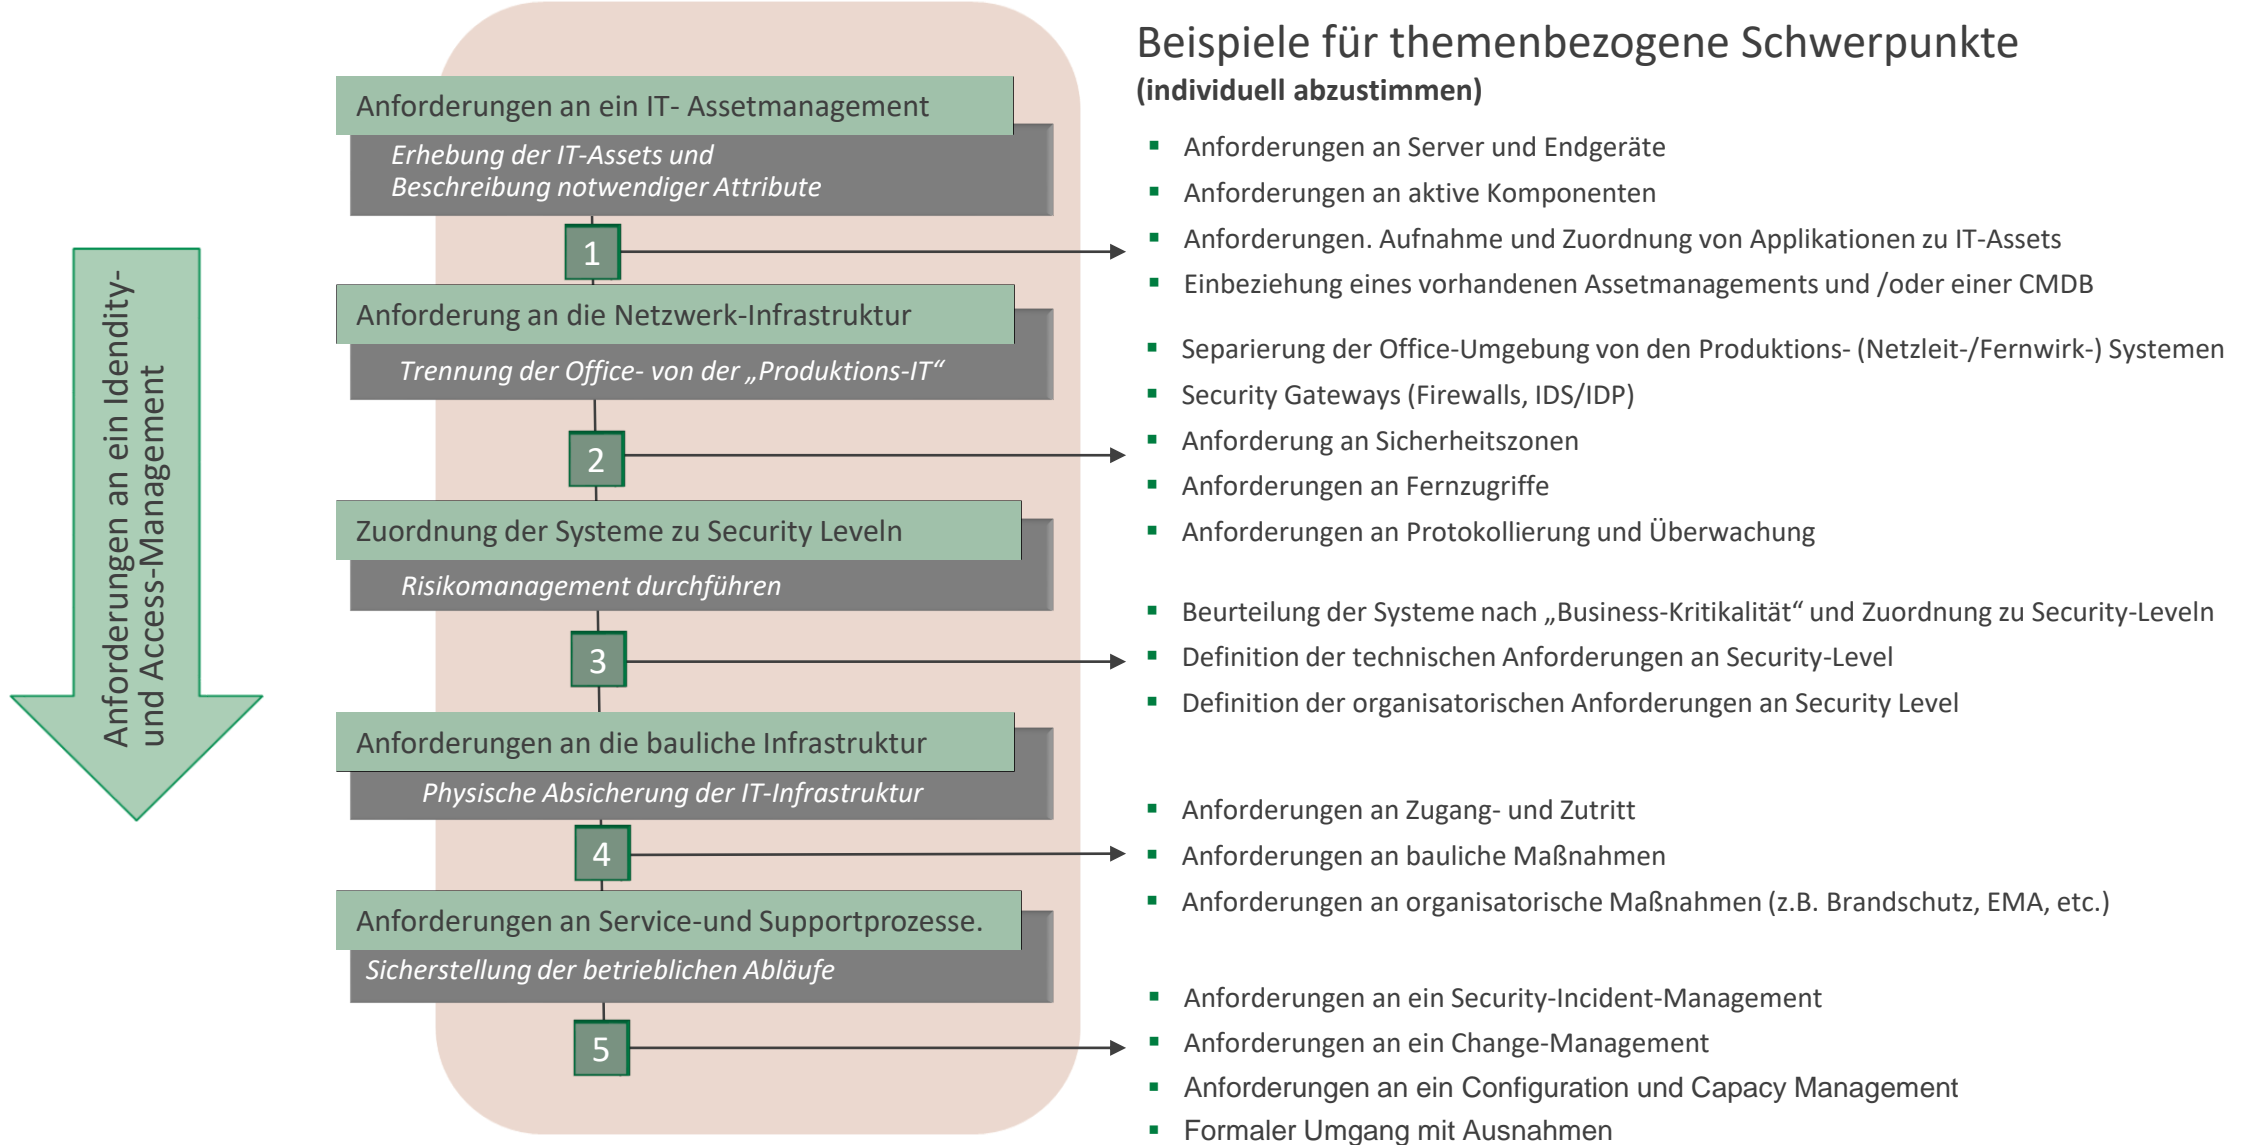 Anforderungen an ein Idendity-
und Access-Management
Anforderungen an ein IT- Assetmanagement
Erhebung der IT-Assets und
Beschreibung notwendiger Attribute
1
Anforderung an die Netzwerk-Infrastruktur
Trennung der Office- von der „Produktions-IT“
2
Zuordnung der Systeme zu Security Leveln
Risikomanagement durchführen
3
Anforderungen an die bauliche Infrastruktur
Physische Absicherung der IT-Infrastruktur
4
Anforderungen an Service-und Supportprozesse.
Sicherstellung der betrieblichen Abläufe
5
Beispiele für themenbezogene Schwerpunkte
(individuell abzustimmen)
▪ Anforderungen an Server und Endgeräte
▪ Anforderungen an aktive Komponenten
▪ Anforderungen. Aufnahme und Zuordnung von Applikationen zu IT-Assets
▪ Einbeziehung eines vorhandenen Assetmanagements und /oder einer CMDB
▪ Separierung der Office-Umgebung von den Produktions- (Netzleit-/Fernwirk-) Systemen
▪ Security Gateways (Firewalls, IDS/IDP)
▪ Anforderung an Sicherheitszonen
▪ Anforderungen an Fernzugriffe
▪ Anforderungen an Protokollierung und Überwachung
▪ Beurteilung der Systeme nach „Business-Kritikalität“ und Zuordnung zu Security-Leveln
▪ Definition der technischen Anforderungen an Security-Level
▪ Definition der organisatorischen Anforderungen an Security Level
▪ Anforderungen an Zugang- und Zutritt
▪ Anforderungen an bauliche Maßnahmen
▪ Anforderungen an organisatorische Maßnahmen (z.B. Brandschutz, EMA, etc.)
▪ Anforderungen an ein Security-Incident-Management
▪ Anforderungen an ein Change-Management
▪ Anforderungen an ein Configuration und Capacy Management
▪ Formaler Umgang mit Ausnahmen